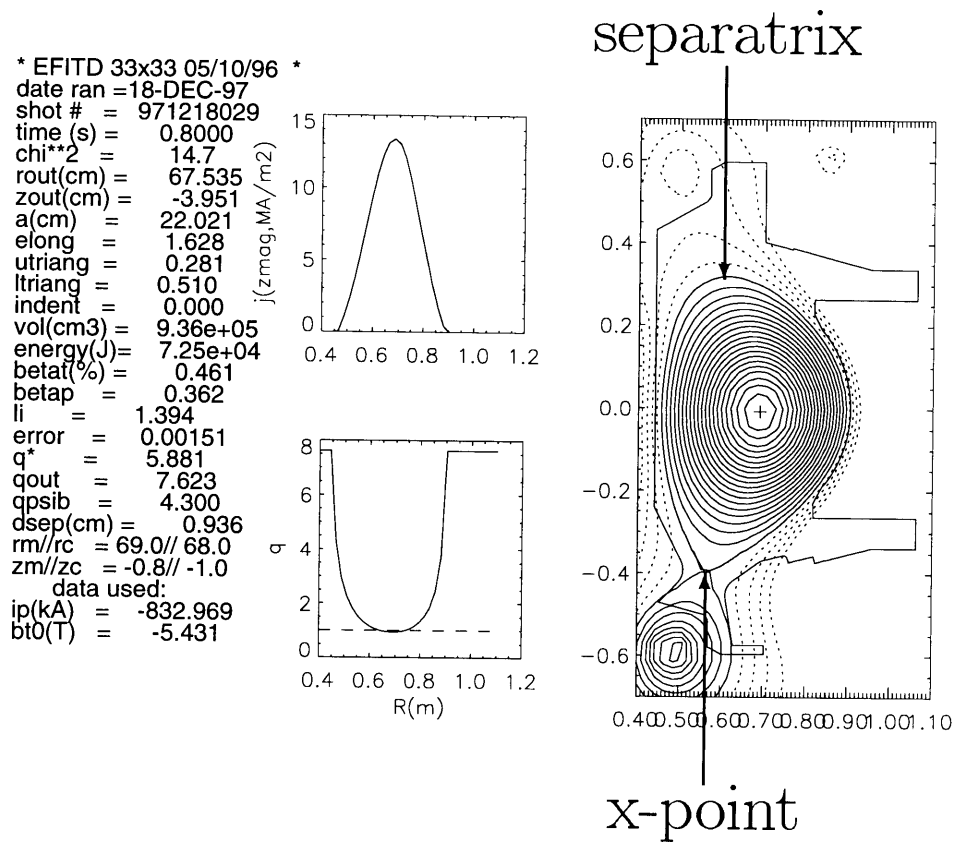 separatrix
* EFITD 33x33 05/10/96 *
date ran =18-DEC-97
shot # = 971218029
time (s) = 0.8000
chi**2 = 14.7
rout(cm) = 67.535
zout(cm) = -3.951
a(cm) = 22.021
elong = 1.628
utriang = 0.281
ltriang = 0.510
indent = 0.000
vol(cm3) = 9.36e+05
energy(J)= 7.25e+04
betat(%) = 0.461
betap = 0.362
li = 1.394
error = 0.00151
q* = 5.881
qout = 7.623
qpsib = 4.300
dsep(cm) = 0.936
rm//rc = 69.0// 68.0
zm//zc = -0.8// -1.0
data used:
ip(kA) = -832.969
bt0(T) = -5.431
j(zmag,MA/m2)
15
10
5
0
0.4 0.6 0.8 1.0 1.2
q
8
6
4
2
0
0.4 0.6 0.8 1.0 1.2
R(m)
0.6
0.4
0.2
0.0
-0.2
-0.4
-0.6
0.40 0.50 0.60 0.70 0.80 0.90 1.00 1.10
x-point